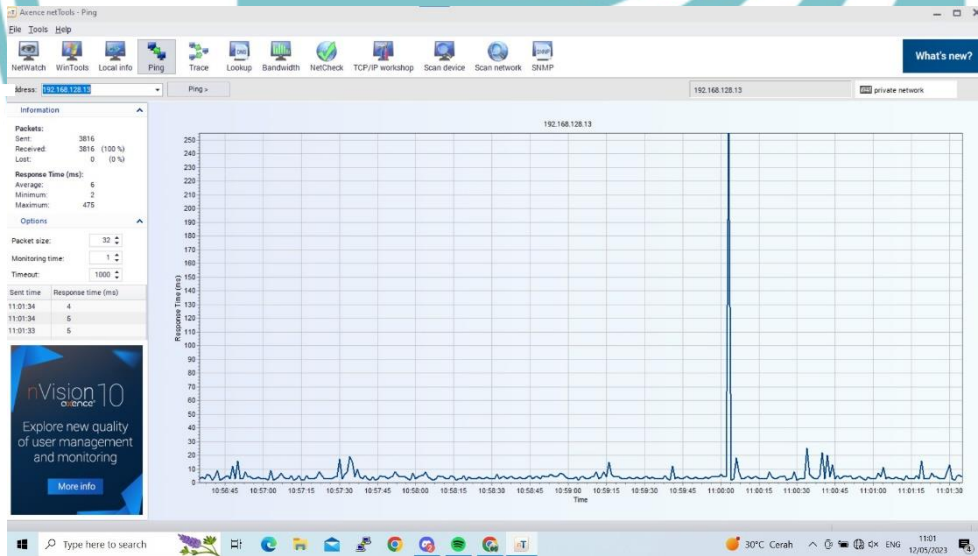 Axence netTools - Ping
File Tools Help
NetWatch WinTools Local info Ping Trace Lookup Bandwidth NetCheck TCP/IP workshop Scan device Scan network SNMP
What's new?
ddress: 192.168.128.13 Ping > 192.168.128.13 private network
Information
Packets:
Sent: 3816
Received: 3816 (100 %)
Lost: 0 (0 %)
Response Time (ms):
Average: 6
Minimum: 2
Maximum: 475
Options
Packet size: 32
Monitoring time: 1
Timeout: 1000
Sent time Response time (ms)
11:01:34 4
11:01:34 5
11:01:33 5
nVision 10
axence
Explore new quality
of user management
and monitoring
More info
192.168.128.13
250
240
230
220
210
200
190
180
170
160
150
140
130
120
110
100
90
80
70
60
50
40
30
20
10
0
Response Time (ms)
10:56:45 10:57:00 10:57:15 10:57:30 10:57:45 10:58:00 10:58:15 10:58:30 10:58:45 10:59:00 10:59:15 10:59:30 10:59:45 11:00:00 11:00:15 11:00:30 11:00:45 11:01:00 11:01:15 11:01:30
Time
Type here to search
30°C Cerah ENG 11:01
12/05/2023